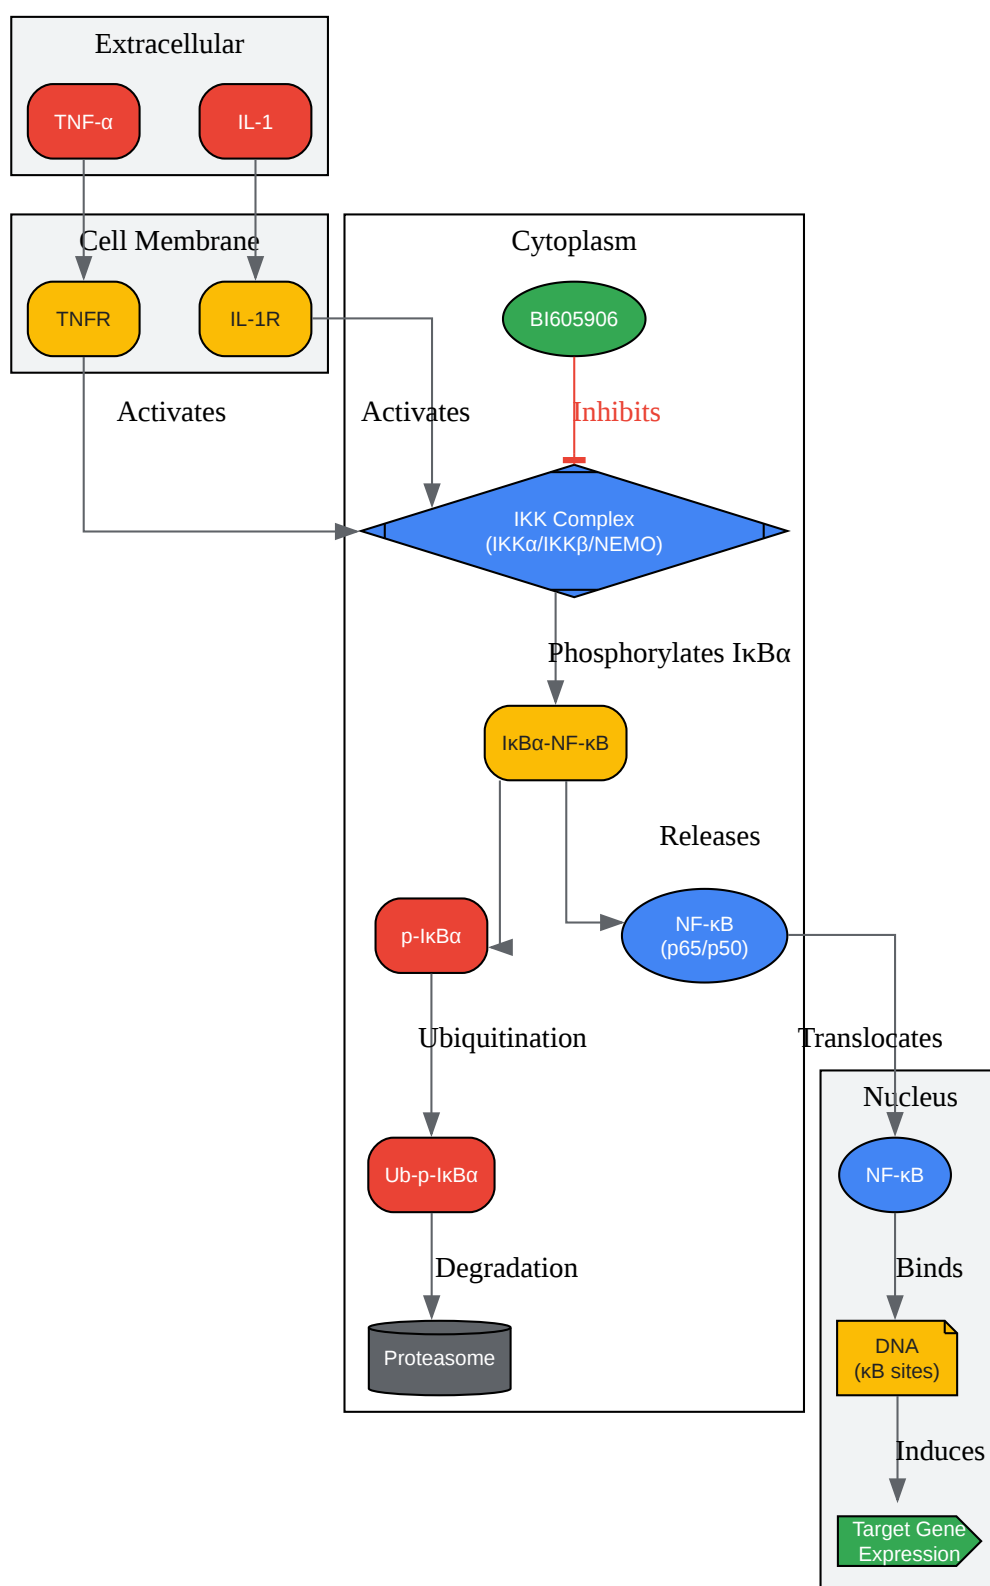 Extracellular
TNF-α
IL-1
Cell Membrane
TNFR
IL-1R
Cytoplasm
BI605906
Activates
Activates
Inhibits
IKK Complex
(IKKα/IKKβ/NEMO)
Phosphorylates IκBα
IκBα-NF-κB
Releases
p-IκBα
NF-κB
(p65/p50)
Ubiquitination
Translocates
Nucleus
Ub-p-IκBα
NF-κB
Degradation
Binds
Proteasome
DNA
(κB sites)
Induces
Target Gene
Expression